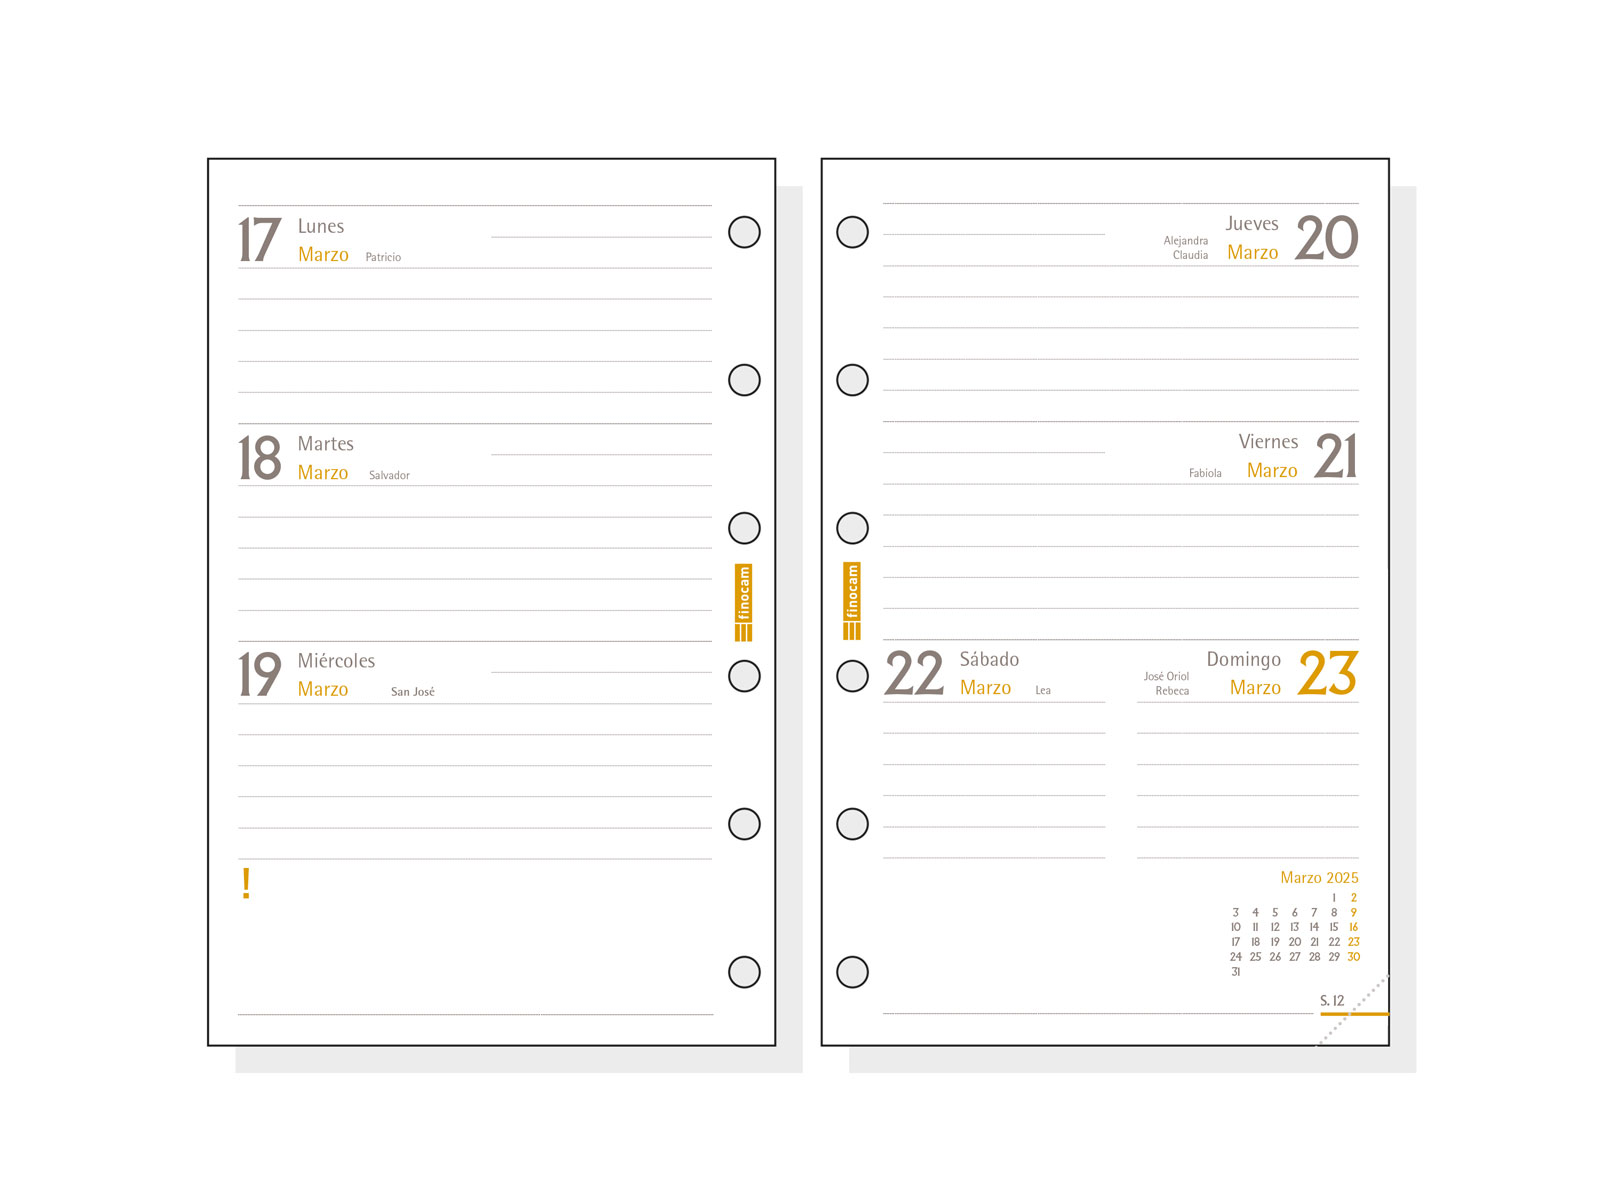 17 Lunes
Marzo Patricio
18 Martes
Marzo Salvador
19 Miércoles
Marzo San José
!
finocam
finocam
Jueves 20
Alejandra
Claudia Marzo
Viernes 21
Fabiola Marzo
22 Sábado
Marzo Lea
Domingo 23
José Oriol
Rebeca Marzo
Marzo 2025
1 2
3 4 5 6 7 8 9
10 11 12 13 14 15 16
17 18 19 20 21 22 23
24 25 26 27 28 29 30
31
S. 12